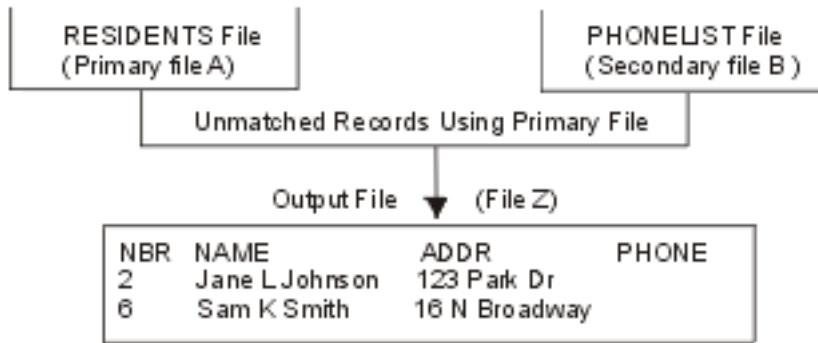 RESIDENTS File
(Primary file A)
PHONELIST File
(Secondary file B )
Unmatched Records Using Primary File
Output File (File Z)
NBR NAME ADDR PHONE
2 Jane L Johnson 123 Park Dr
6 Sam K Smith 16 N Broadway